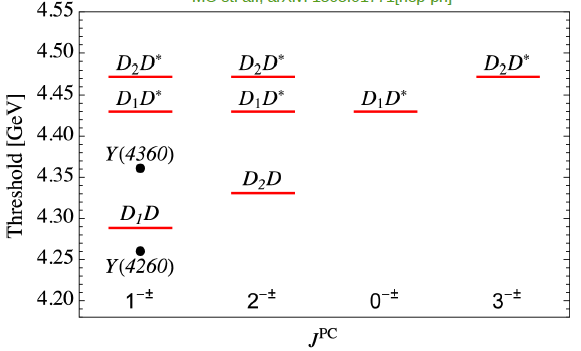 4.55
4.50
4.45
4.40
4.35
4.30
4.25
4.20
Threshold [GeV]
D₂D* D₂D* D₂D*
D₁D* D₁D* D₁D*
Y(4360)
D₂D
D₁D
Y(4260)
1⁻± 2⁻± 0⁻± 3⁻±
Jᴾᶜ